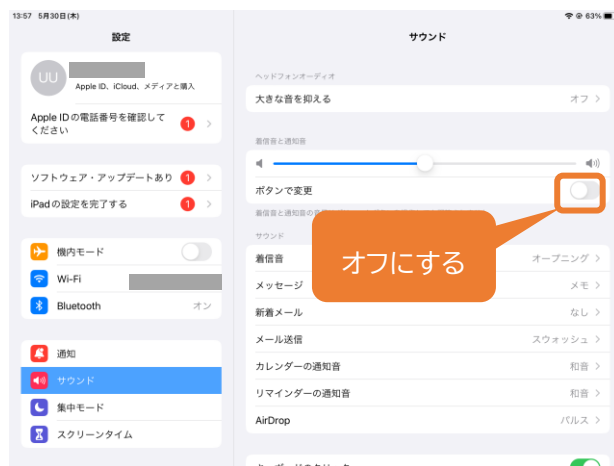 13:57 5月30日(木)
63%
設定
UU
Apple ID、iCloud、メディアと購入
Apple IDの電話番号を確認して
ください
1
ソフトウェア・アップデートあり 1
iPadの設定を完了する 1
機内モード
Wi-Fi
Bluetooth オン
通知
サウンド
集中モード
スクリーンタイム
サウンド
ヘッドフォンオーディオ
大きな音を抑える オフ
着信音と通知音
ボタンで変更
着信音と通知音の
サウンド
オフにする
着信音 オープニング
メッセージ メモ
新着メール なし
メール送信 スウォッシュ
カレンダーの通知音 和音
リマインダーの通知音 和音
AirDrop パルス